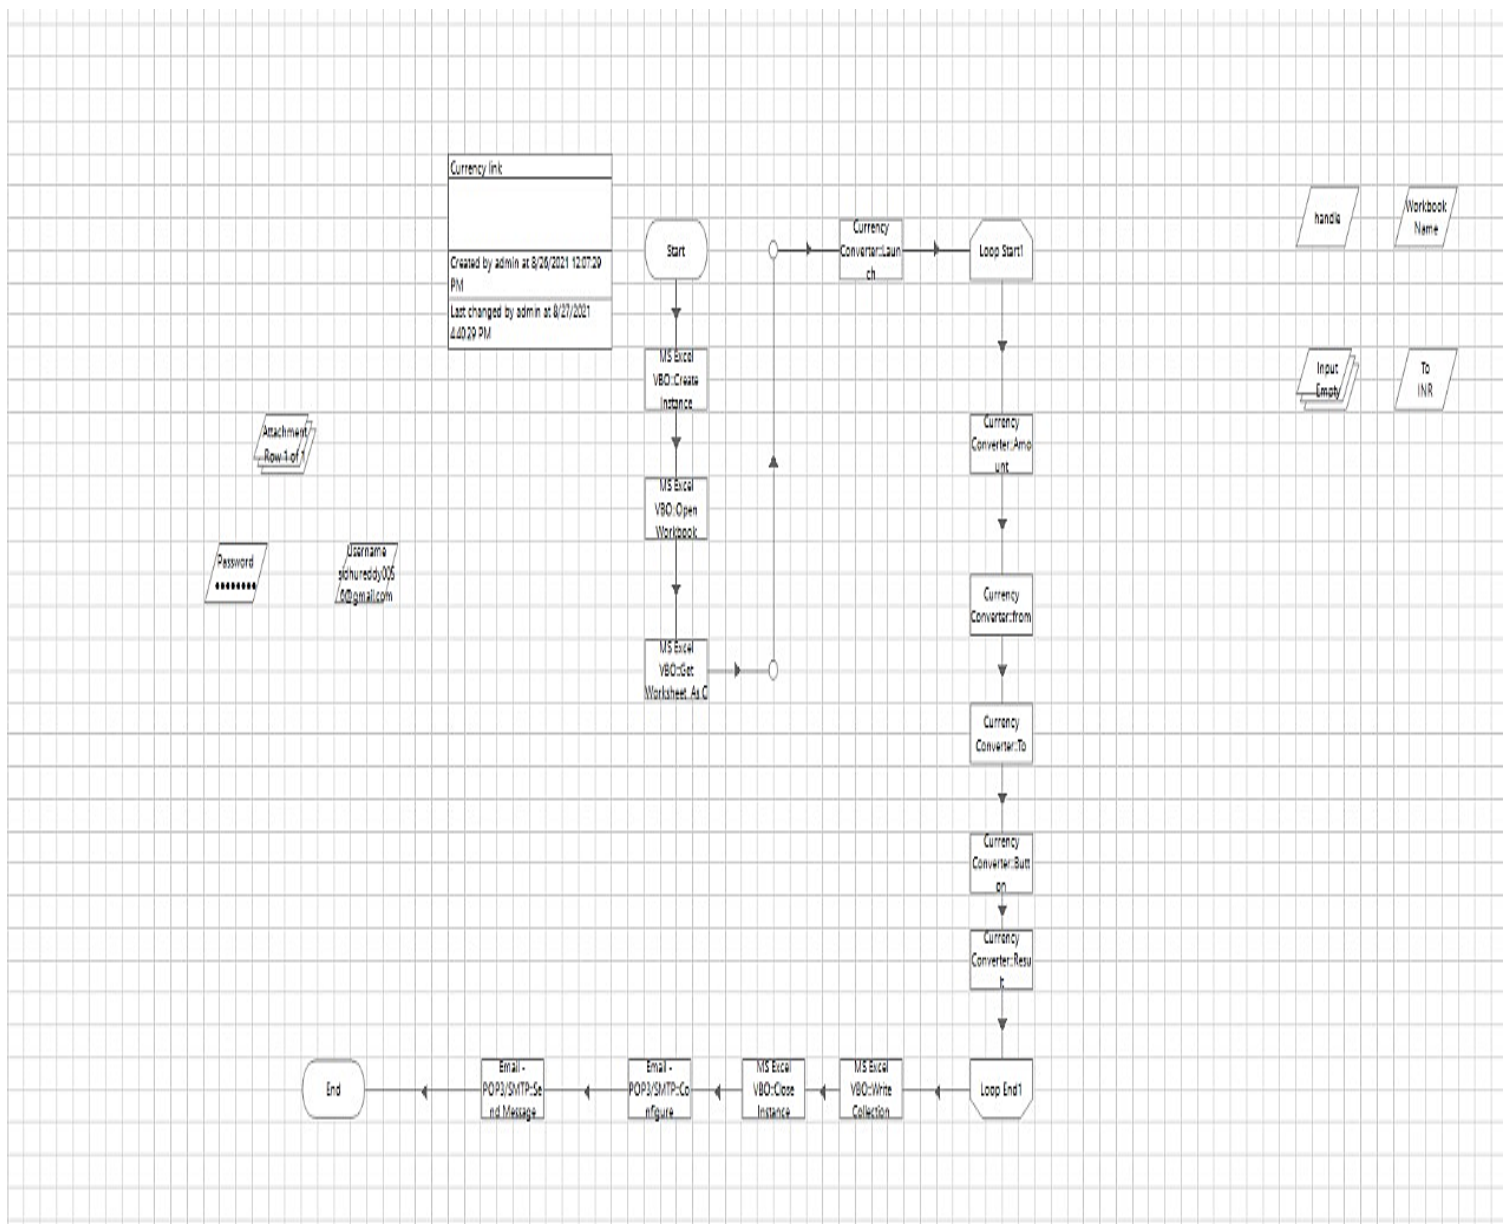 Currency link
Created by admin at 8/26/2021 12:07:29
PM
Last changed by admin at 8/27/2021
4:40:29 PM
Start
MS Excel
VBO::Create
Instance
MS Excel
VBO::Open
Workbook
MS Excel
VBO::Get
Worksheet As C
Currency
Converter::Laun
ch
Loop Start1
Currency
Converter::Amo
unt
Currency
Converter::from
Currency
Converter::To
Currency
Converter::Butt
on
Currency
Converter::Resu
lt
Loop End1
MS Excel
VBO::Write
Collection
MS Excel
VBO::Close
Instance
Email -
POP3/SMTP::Co
nfigure
Email -
POP3/SMTP::Se
nd Message
End
Attachment
Row 1 of 1
Password
••••••••
Username
sidhureddy005
6@gmail.com
handle
Workbook
Name
Input
Empty
To
INR